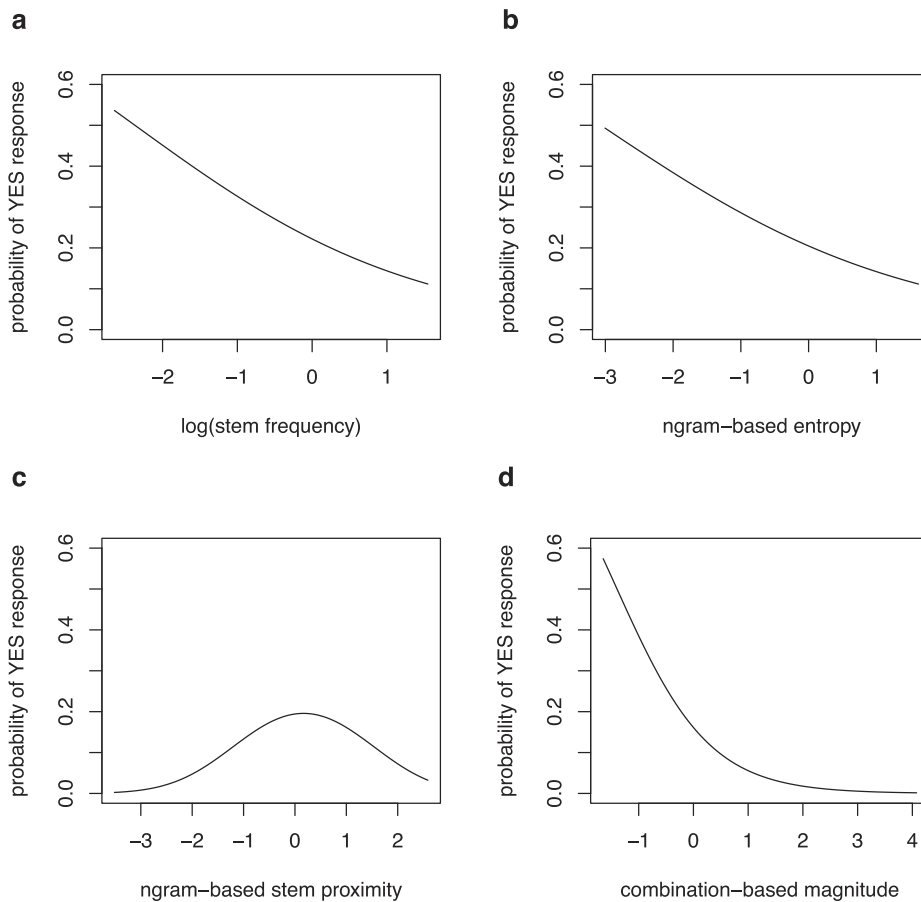 a
probability of YES response
0.6
0.4
0.2
0.0
−2 −1 0 1
log(stem frequency)
b
probability of YES response
0.6
0.4
0.2
0.0
−3 −2 −1 0 1
ngram−based entropy
c
probability of YES response
0.6
0.4
0.2
0.0
−3 −2 −1 0 1 2
ngram−based stem proximity
d
probability of YES response
0.6
0.4
0.2
0.0
−1 0 1 2 3 4
combination−based magnitude